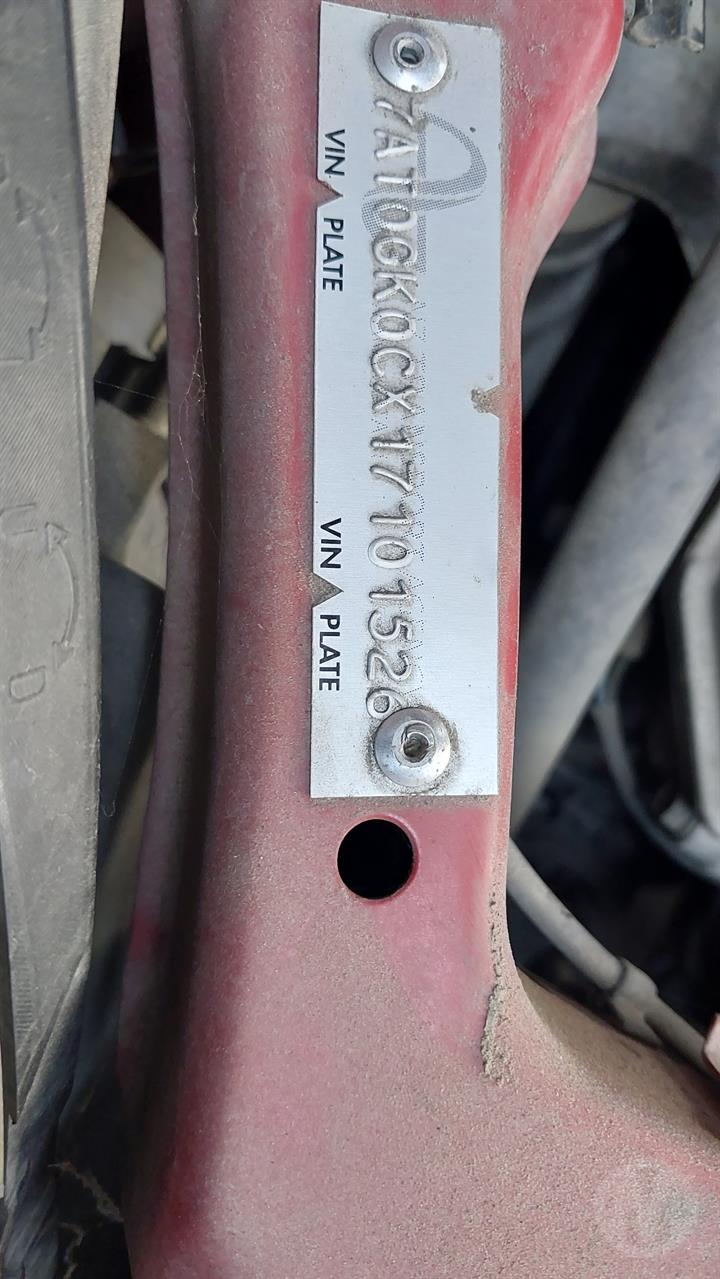 VIN PLATE VIN PLATE
7AT0CK0CX17101526
U D